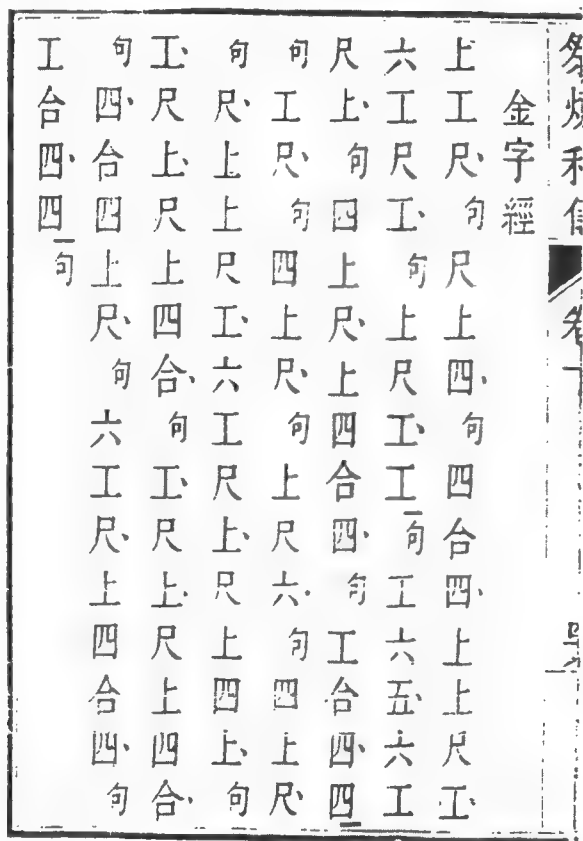 金字經
上工尺、句尺上四、句四合四、上上尺工、
六工尺工、句上尺工、工句工六五、六工
尺上、句四上尺、上四合四、句工合四、四
句工尺、句四上尺、句上尺六、句四上尺、
句尺、上上尺工、六工尺上、尺上四上、句
工、尺上、尺上四合、句工、尺上、尺上四合、
句四、合四上尺、句六工尺、上四合四、句
工合四、四句